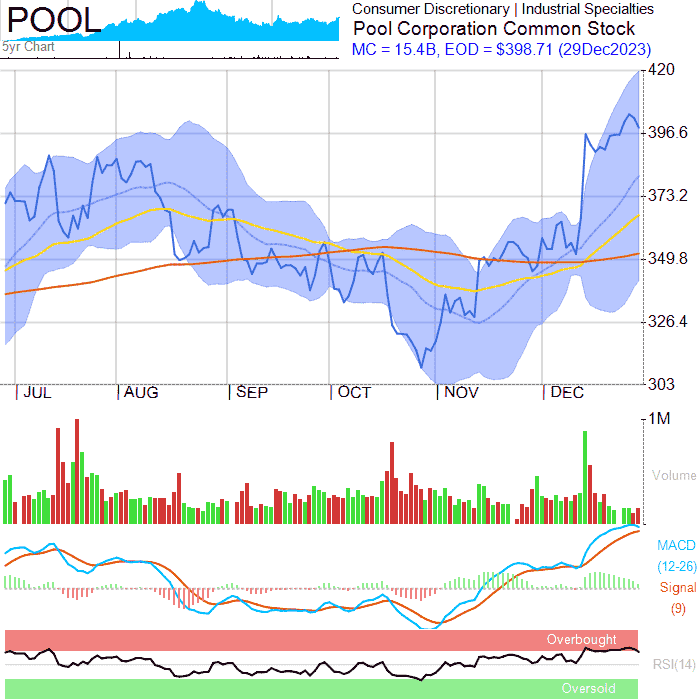 POOL
5yr Chart
Consumer Discretionary | Industrial Specialties
Pool Corporation Common Stock
MC = 15.4B, EOD = $398.71 (29Dec2023)
420
396.6
373.2
349.8
326.4
303
JUL AUG SEP OCT NOV DEC
1M
Volume
MACD
(12-26)
Signal
(9)
Overbought
RSI(14)
Oversold